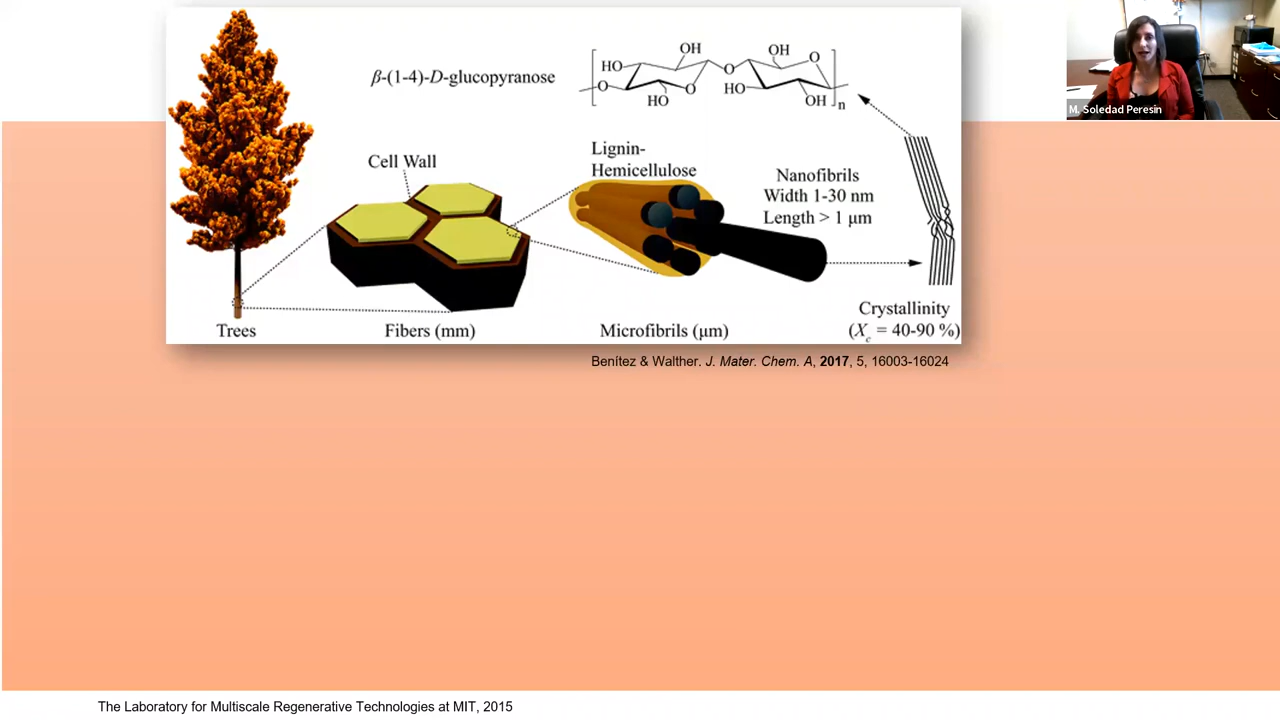 β-(1-4)-D-glucopyranose
OH
OH
HO
O
O
O
O
HO
HO
OH
n
M. Soledad Peresin
Cell Wall
Lignin-
Hemicellulose
Nanofibrils
Width 1-30 nm
Length > 1 μm
Crystallinity
(Xc = 40-90 %)
Trees
Fibers (mm)
Microfibrils (μm)
Benítez & Walther. J. Mater. Chem. A, 2017, 5, 16003-16024
The Laboratory for Multiscale Regenerative Technologies at MIT, 2015